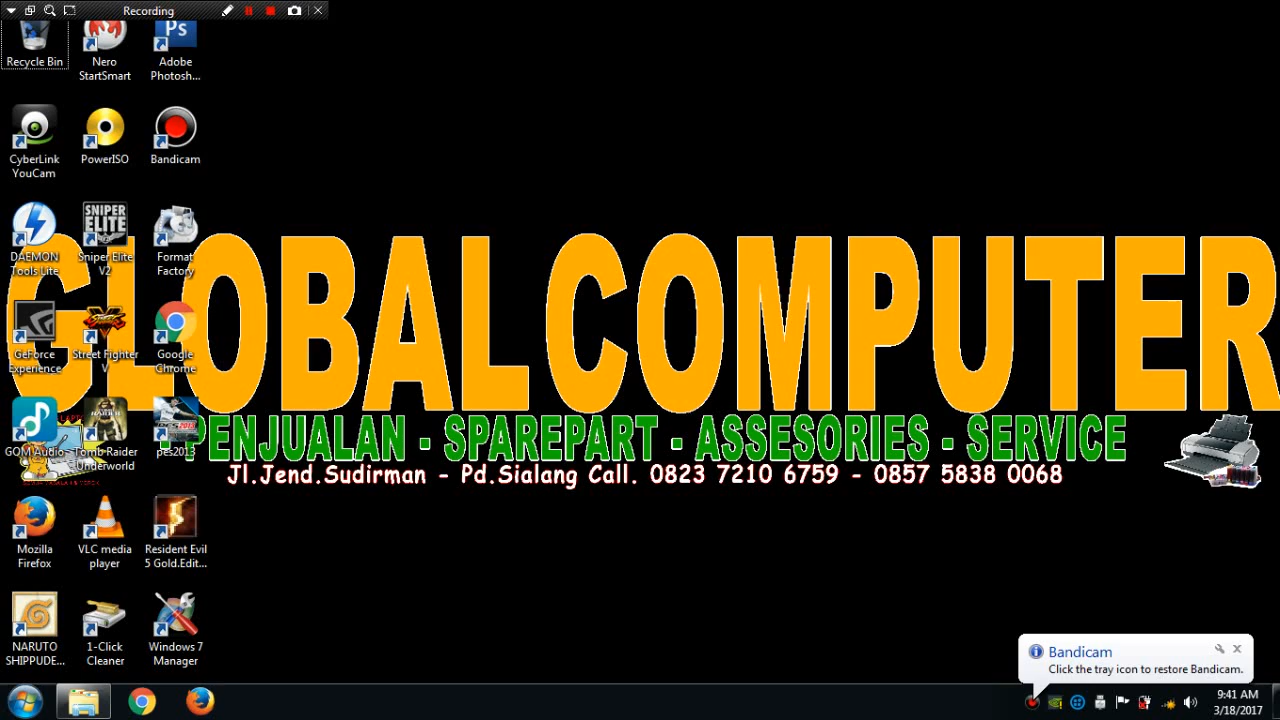 Recording
Recycle Bin
Nero
StartSmart
Adobe
Photosh...
Ps
CyberLink
YouCam
PowerISO
Bandicam
SNIPER
ELITE
DAEMON
Tools Lite
Sniper Elite
V2
Format
Factory
GLOBAL COMPUTER
GeForce
Experience
Street Fighter
V
Google
Chrome
PENJUALAN - SPAREPART - ASSESORIES - SERVICE
GOM Audio
Tomb Raider
Underworld
PES2013
pes2013
Jl.Jend.Sudirman - Pd.Sialang Call. 0823 7210 6759 - 0857 5838 0068
Mozilla
Firefox
VLC media
player
Resident Evil
5 Gold.Edit...
NARUTO
SHIPPUDE...
1-Click
Cleaner
Windows 7
Manager
Bandicam
Click the tray icon to restore Bandicam.
9:41 AM
3/18/2017